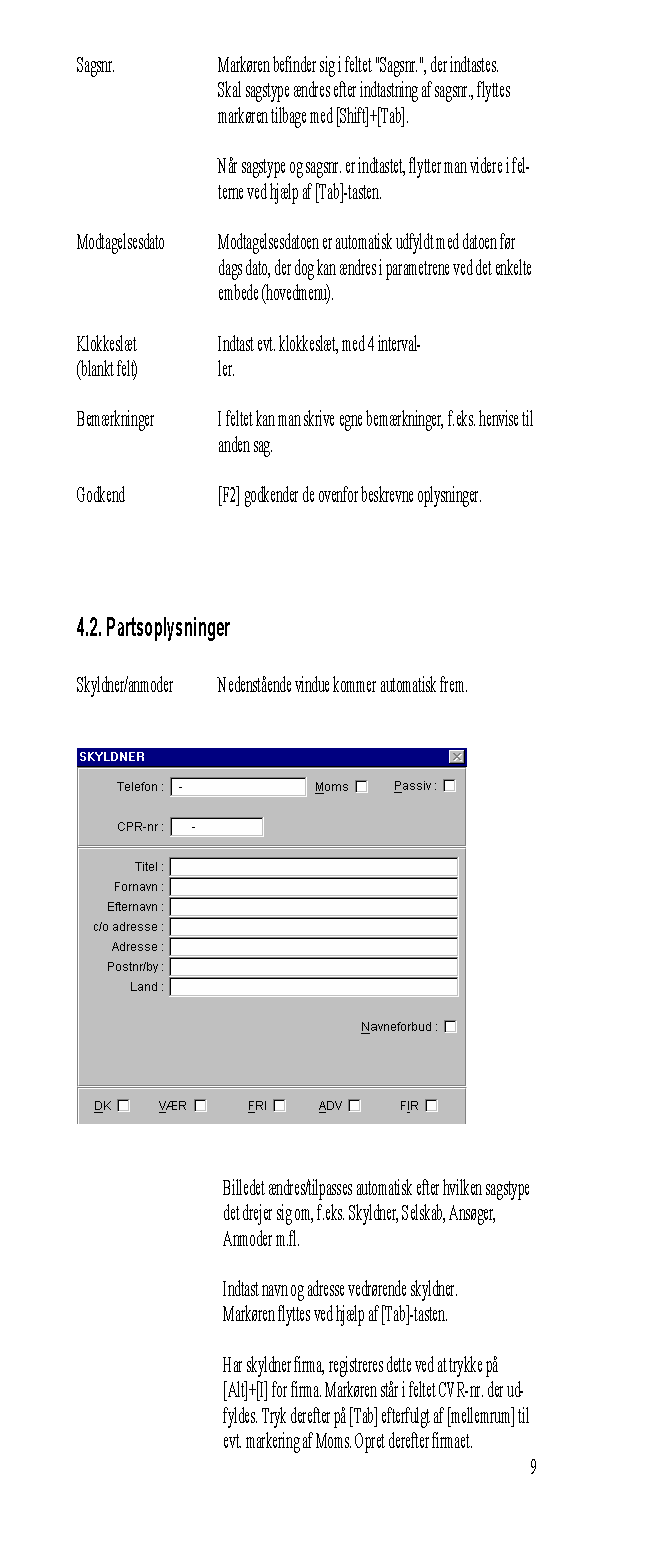 Sagsnr. Markøren befinder sig i feltet "Sagsnr.", der indtastes.
Skal sagstype ændres efter indtastning af sagsnr., flyttes
markøren tilbage med [Shift]+[Tab].
Når sagstype og sagsnr. er indtastet, flytter man videre i fel-
terne ved hjælp af [Tab]-tasten.
Modtagelsesdato Modtagelsesdatoen er automatisk udfyldt med datoen før
dags dato, der dog kan ændres i parametrene ved det enkelte
embede (hovedmenu).
Klokkeslæt Indtast evt. klokkeslæt, med 4 interval-
(blankt felt) ler.
Bemærkninger I feltet kan man skrive egne bemærkninger, f.eks. henvise til
anden sag.
Godkend [F2] godkender de ovenfor beskrevne oplysninger.
4.2. Partsoplysninger
Skyldner/anmoder Nedenstående vindue kommer automatisk frem.
SKYLDNER
Telefon : - Moms Passiv :
CPR-nr : -
Titel :
Fornavn :
Efternavn :
c/o adresse :
Adresse :
Postnr/by :
Land :
Navneforbud :
DK VÆR FRI ADV FIR
Billedet ændres/tilpasses automatisk efter hvilken sagstype
det drejer sig om, f.eks. Skyldner, Selskab, Ansøger,
Anmoder m.fl.
Indtast navn og adresse vedrørende skyldner.
Markøren flyttes ved hjælp af [Tab]-tasten.
Har skyldner firma, registreres dette ved at trykke på
[Alt]+[I] for firma. Markøren står i feltet CVR-nr. der ud-
fyldes. Tryk derefter på [Tab] efterfulgt af [mellemrum] til
evt. markering af Moms. Opret derefter firmaet.
9